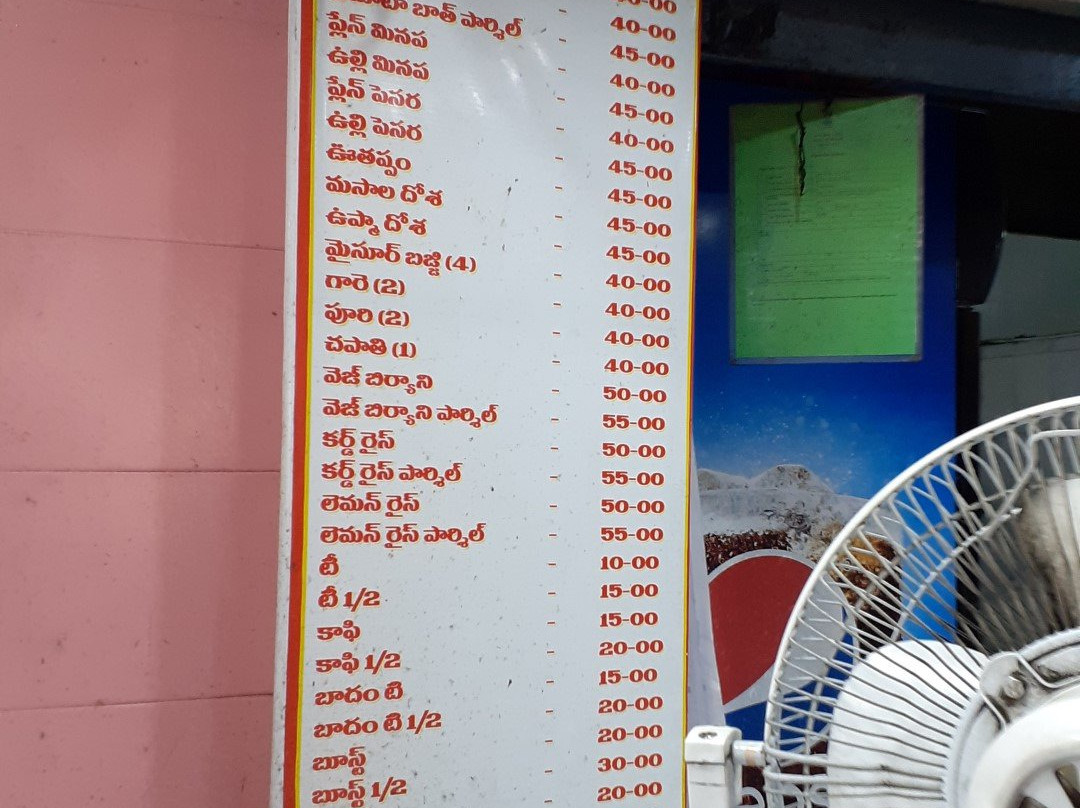 బాత్ పార్శిల్ - 45-00
ప్లేన్ మినప - 40-00
ఉల్లి మినప - 45-00
ప్లేన్ పెసర - 40-00
ఉల్లి పెసర - 45-00
ఊతప్పం - 45-00
మసాల దోశ - 45-00
ఉప్మా దోశ - 45-00
మైసూర్ బజ్జి (4) - 40-00
గారె (2) - 40-00
పూరి (2) - 40-00
చపాతి (1) - 40-00
వెజ్ బిర్యాని - 50-00
వెజ్ బిర్యాని పార్శిల్ - 55-00
కర్డ్ రైస్ - 50-00
కర్డ్ రైస్ పార్శిల్ - 55-00
లెమన్ రైస్ - 50-00
లెమన్ రైస్ పార్శిల్ - 55-00
టీ - 10-00
టీ 1/2 - 15-00
కాఫి - 15-00
కాఫి 1/2 - 20-00
బాదం టి - 15-00
బాదం టి 1/2 - 20-00
బూస్ట్ - 20-00
బూస్ట్ 1/2 - 30-00
20-00